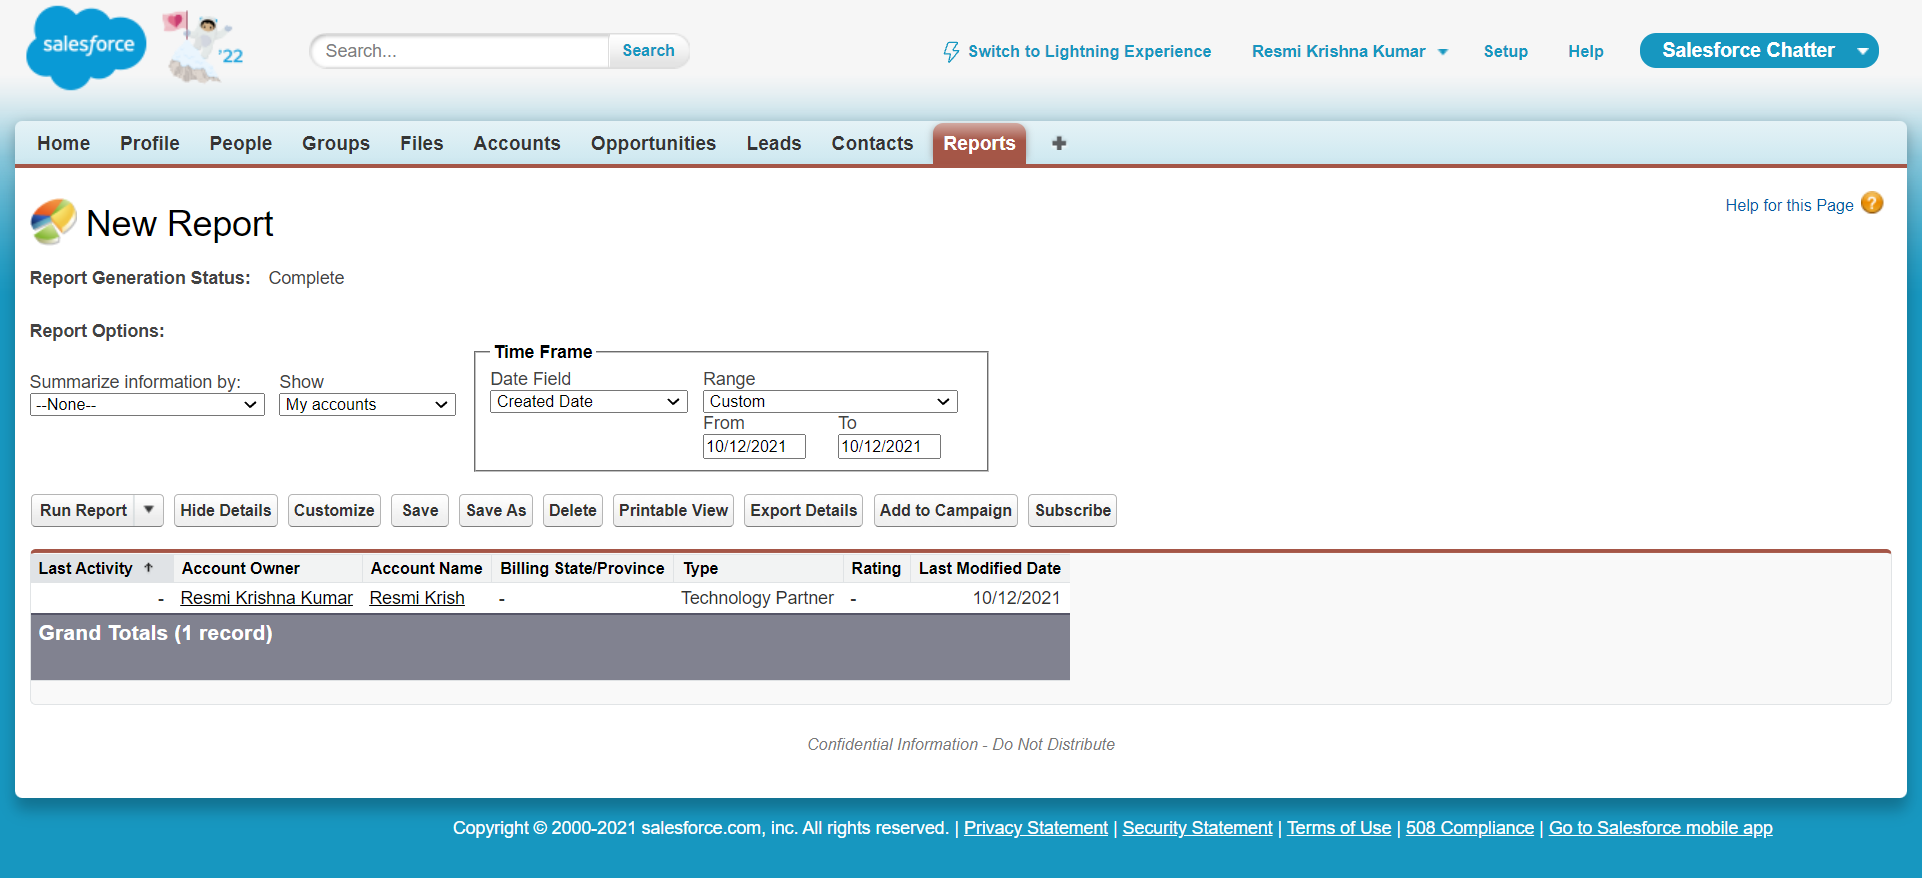 salesforce
'22
Search...
Search
Switch to Lightning Experience
Resmi Krishna Kumar
Setup
Help
Salesforce Chatter
Home
Profile
People
Groups
Files
Accounts
Opportunities
Leads
Contacts
Reports
+
New Report
Help for this Page
?
Report Generation Status: Complete
Report Options:
Time Frame
Summarize information by:
Show
Date Field
Range
--None--
My accounts
Created Date
Custom
From
To
10/12/2021
10/12/2021
Run Report
Hide Details
Customize
Save
Save As
Delete
Printable View
Export Details
Add to Campaign
Subscribe
Last Activity ↑ Account Owner Account Name Billing State/Province Type Rating Last Modified Date
- Resmi Krishna Kumar Resmi Krish - Technology Partner - 10/12/2021
Grand Totals (1 record)
Confidential Information - Do Not Distribute
Copyright © 2000-2021 salesforce.com, inc. All rights reserved. | Privacy Statement | Security Statement | Terms of Use | 508 Compliance | Go to Salesforce mobile app